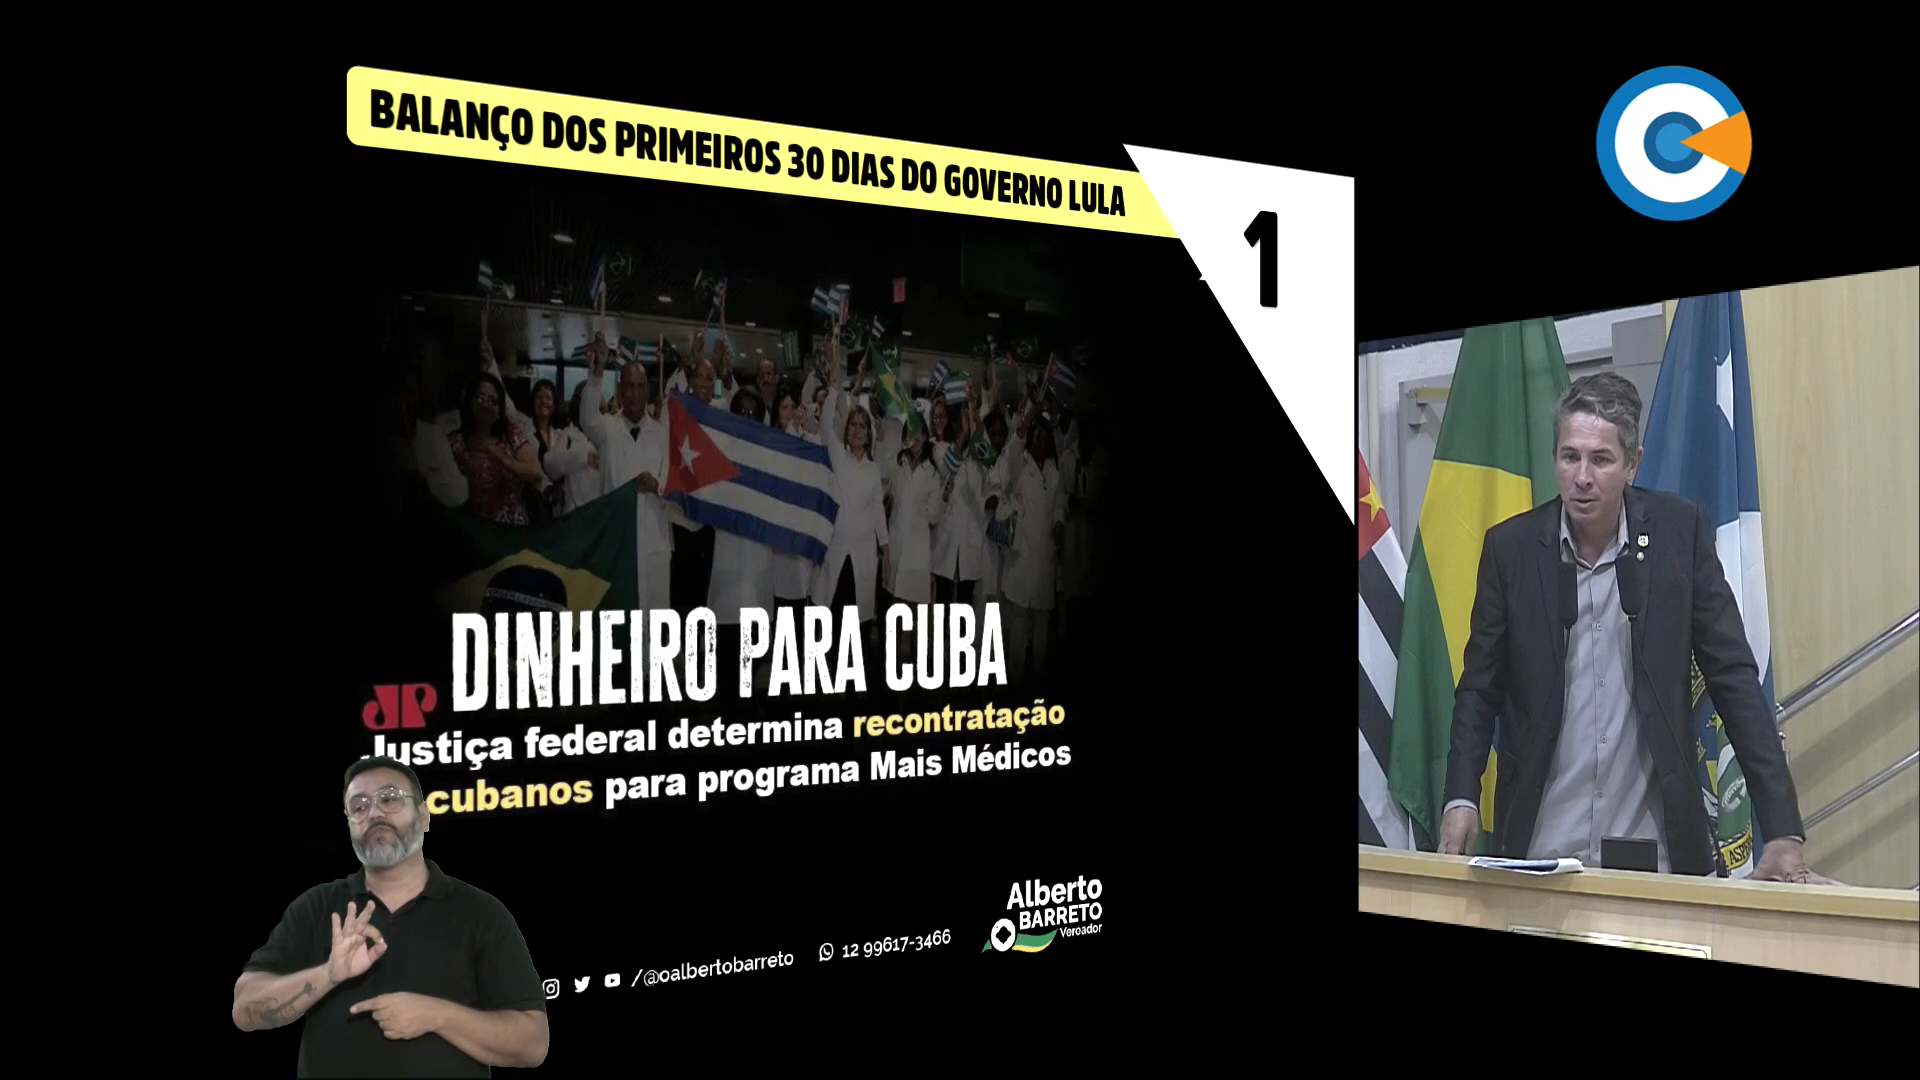 BALANÇO DOS PRIMEIROS 30 DIAS DO GOVERNO LULA
1
DINHEIRO PARA CUBA
JP
Justiça federal determina recontratação
cubanos para programa Mais Médicos
Alberto
BARRETO
Vereador
/@oalbertobarreto
12 99617-3466